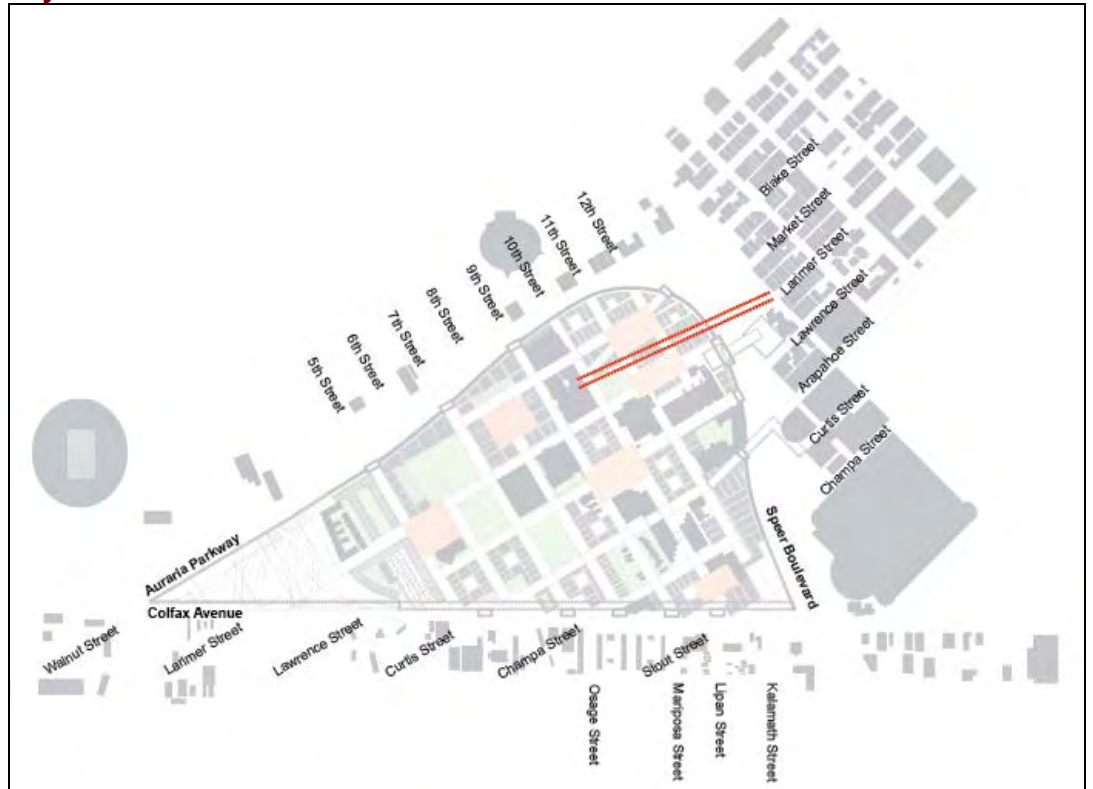 Blake Street
Market Street
Larimer Street
Lawrence Street
Arapahoe Street
Curtis Street
Champa Street
12th Street
11th Street
10th Street
9th Street
8th Street
7th Street
6th Street
5th Street
Speer Boulevard
Auraria Parkway
Colfax Avenue
Walnut Street
Larimer Street
Lawrence Street
Curtis Street
Champa Street
Stout Street
Osage Street
Mariposa Street
Lipan Street
Kalamath Street